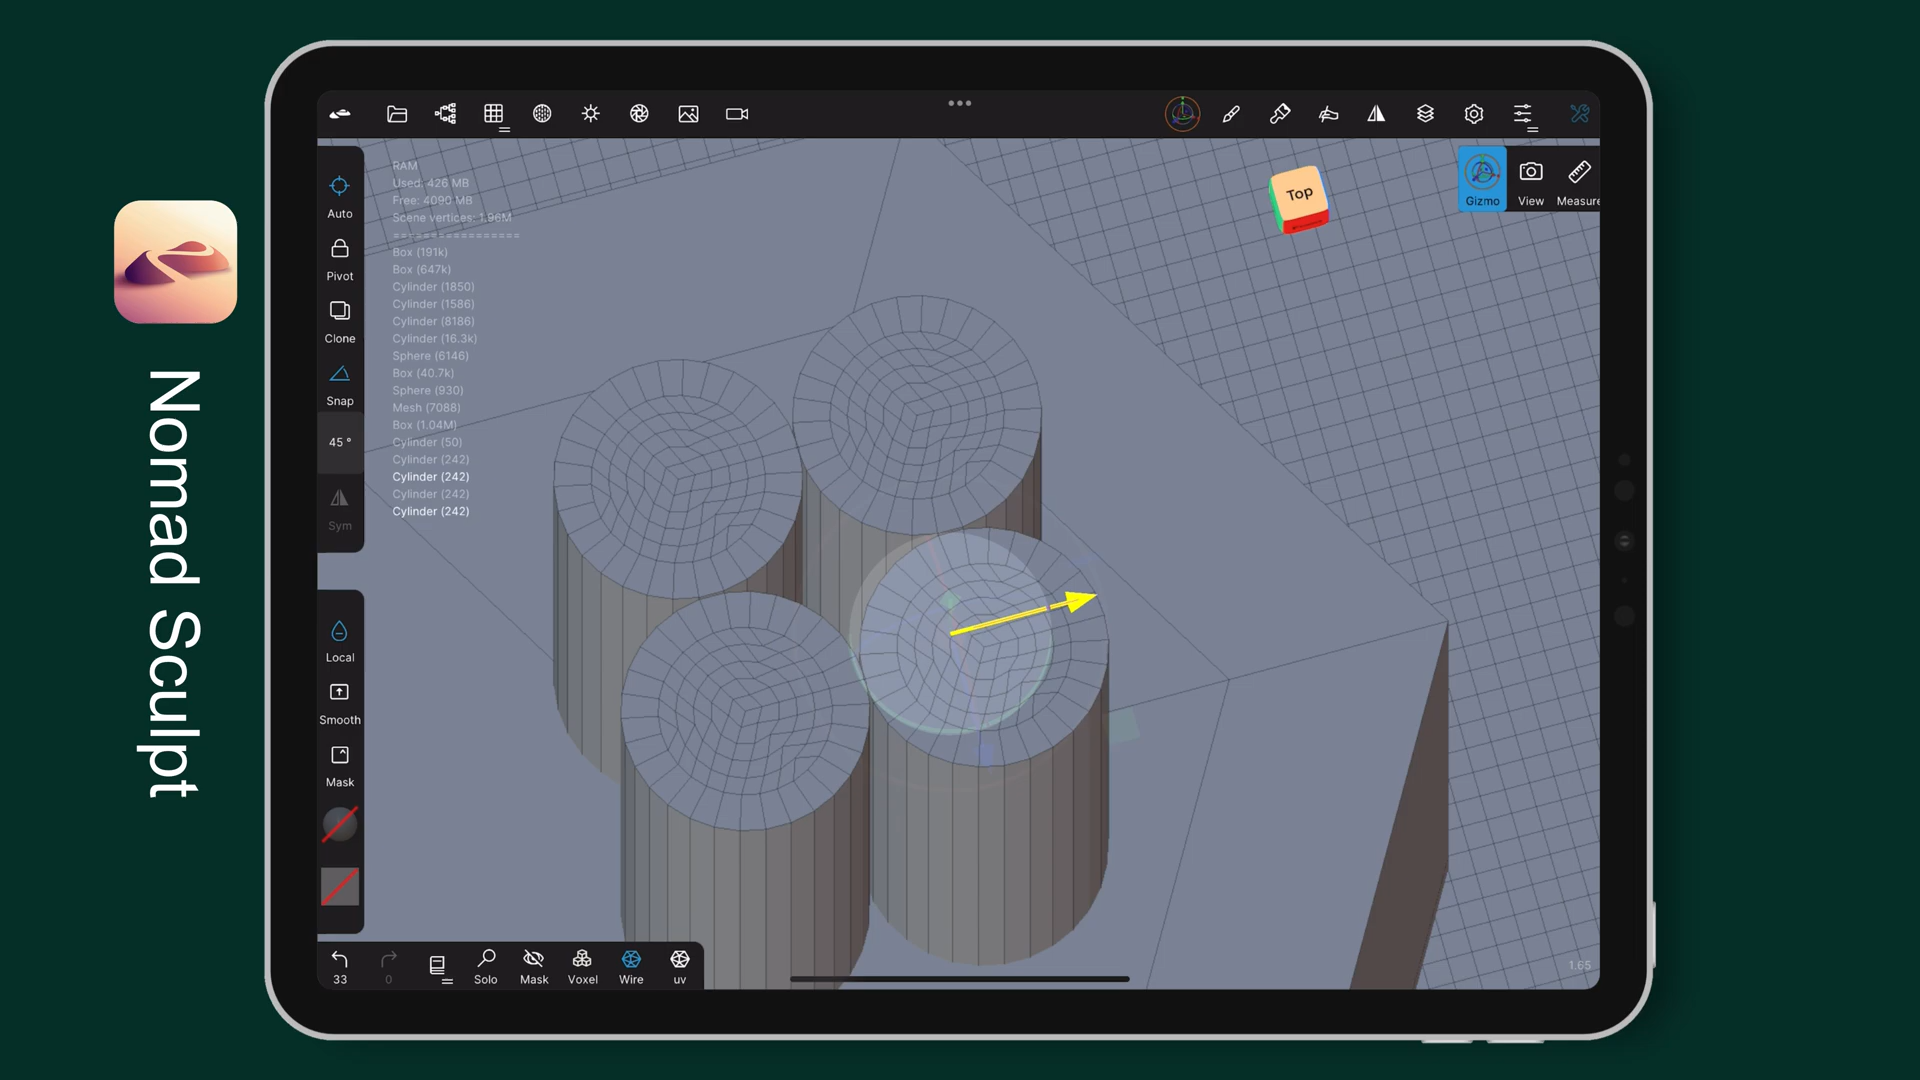 Nomad Sculpt
Auto
Pivot
Clone
Snap
45 °
Sym
Local
Smooth
Mask
RAM
Used: 426 MB
Free: 4090 MB
Scene vertices: 1.96M
=================
Box (191k)
Box (647k)
Cylinder (1850)
Cylinder (1586)
Cylinder (8186)
Cylinder (16.3k)
Sphere (6146)
Box (40.7k)
Sphere (930)
Mesh (7088)
Box (1.04M)
Cylinder (50)
Cylinder (242)
Cylinder (242)
Cylinder (242)
Cylinder (242)
Top
Gizmo
View
Measure
33
0
Solo
Mask
Voxel
Wire
uv
1.65